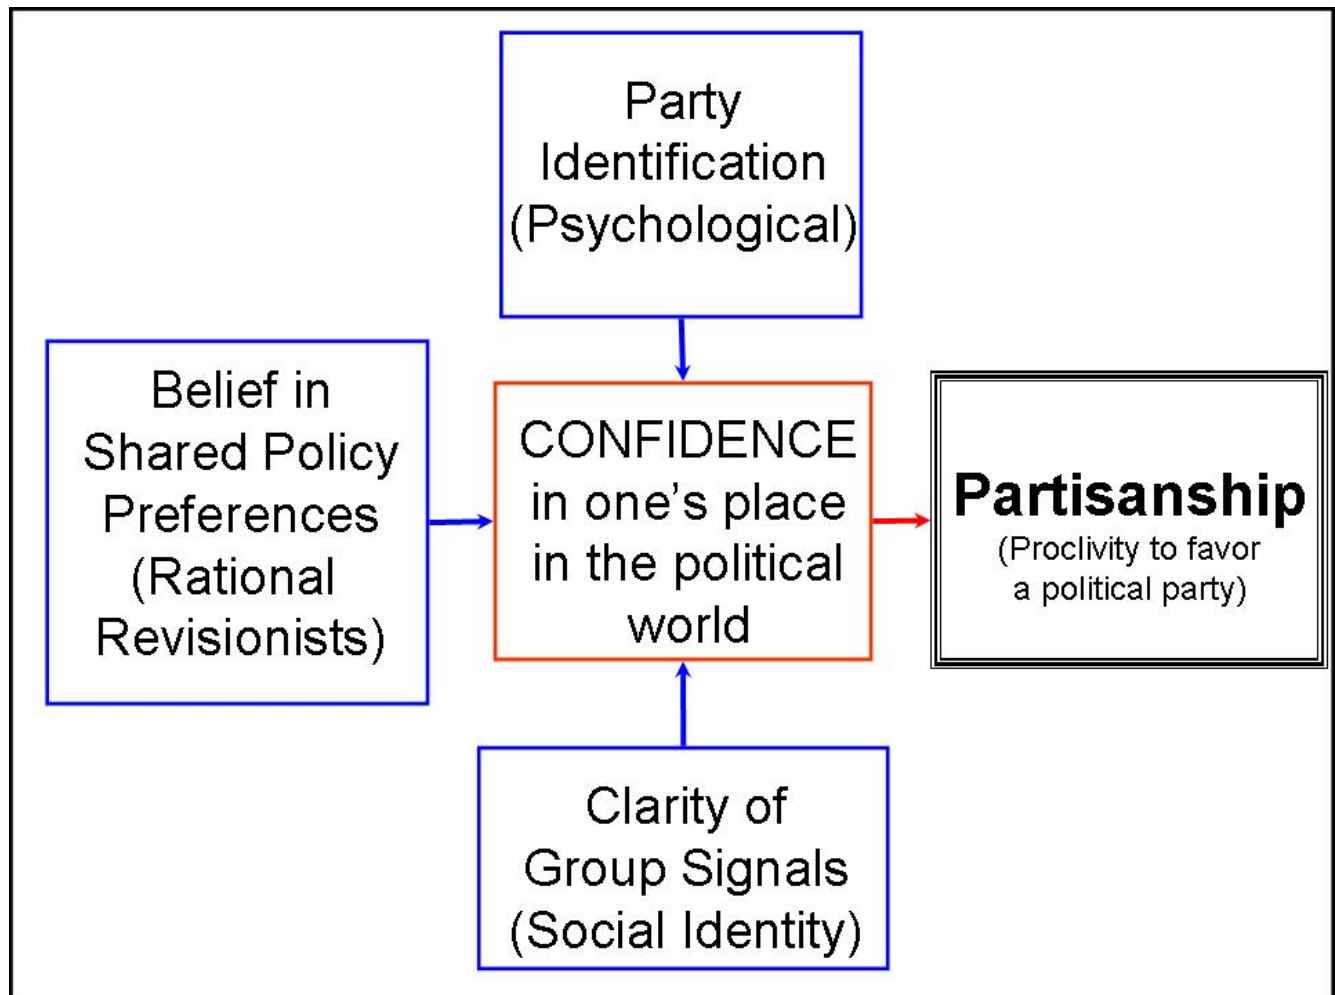 Party
Identification
(Psychological)
Belief in
Shared Policy
Preferences
(Rational
Revisionists)
CONFIDENCE
in one’s place
in the political
world
Partisanship
(Proclivity to favor
a political party)
Clarity of
Group Signals
(Social Identity)